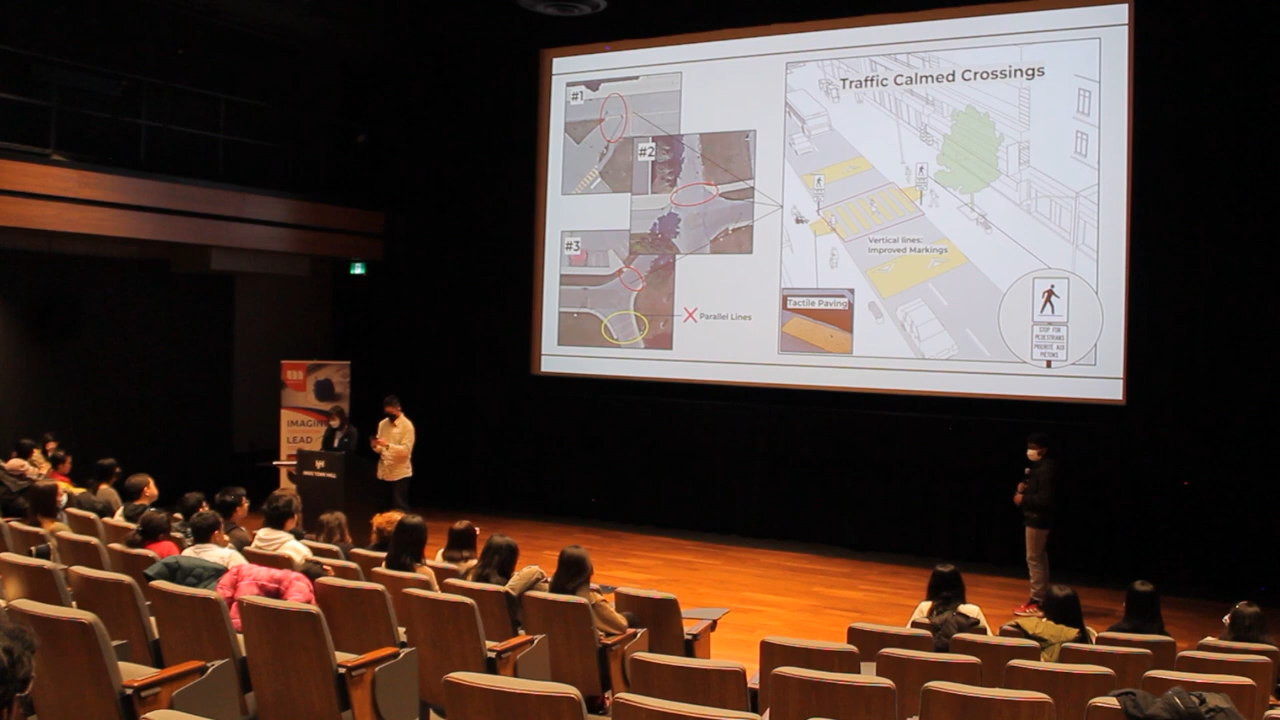 #1
#2
#3
Parallel Lines
Traffic Calmed Crossings
Vertical lines:
Improved Markings
Tactile Paving
STOP FOR
PEDESTRIANS
PRIORITÉ AUX
PIÉTONS
LEAD